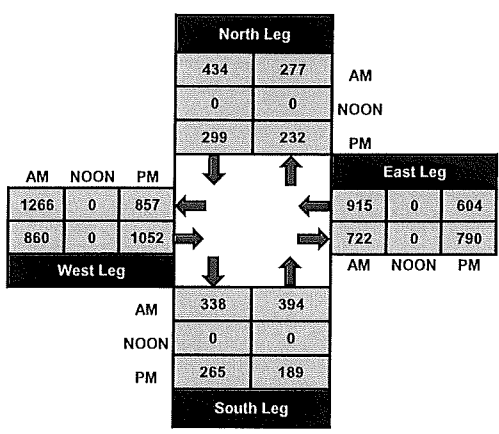 North Leg
434 277 AM
0 0 NOON
299 232 PM
AM NOON PM
East Leg
1266 0 857
915 0 604
860 0 1052
722 0 790
West Leg
AM NOON PM
AM 338 394
NOON 0 0
PM 265 189
South Leg